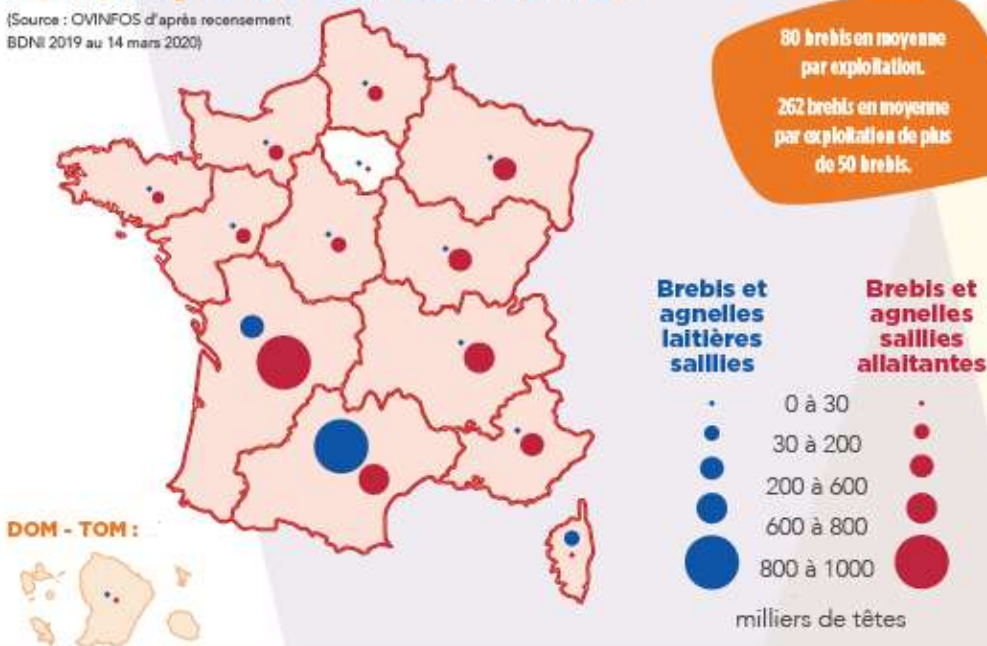 (Source : OVINFOS d'après recensement
BDNI 2019 au 14 mars 2020)
80 brebis en moyenne
par exploitation.
262 brebis en moyenne
par exploitation de plus
de 50 brebis.
Brebis et
agnelles
laitières
saillies
Brebis et
agnelles
saillies
allaitantes
0 à 30
30 à 200
200 à 600
600 à 800
800 à 1000
milliers de têtes
DOM - TOM :